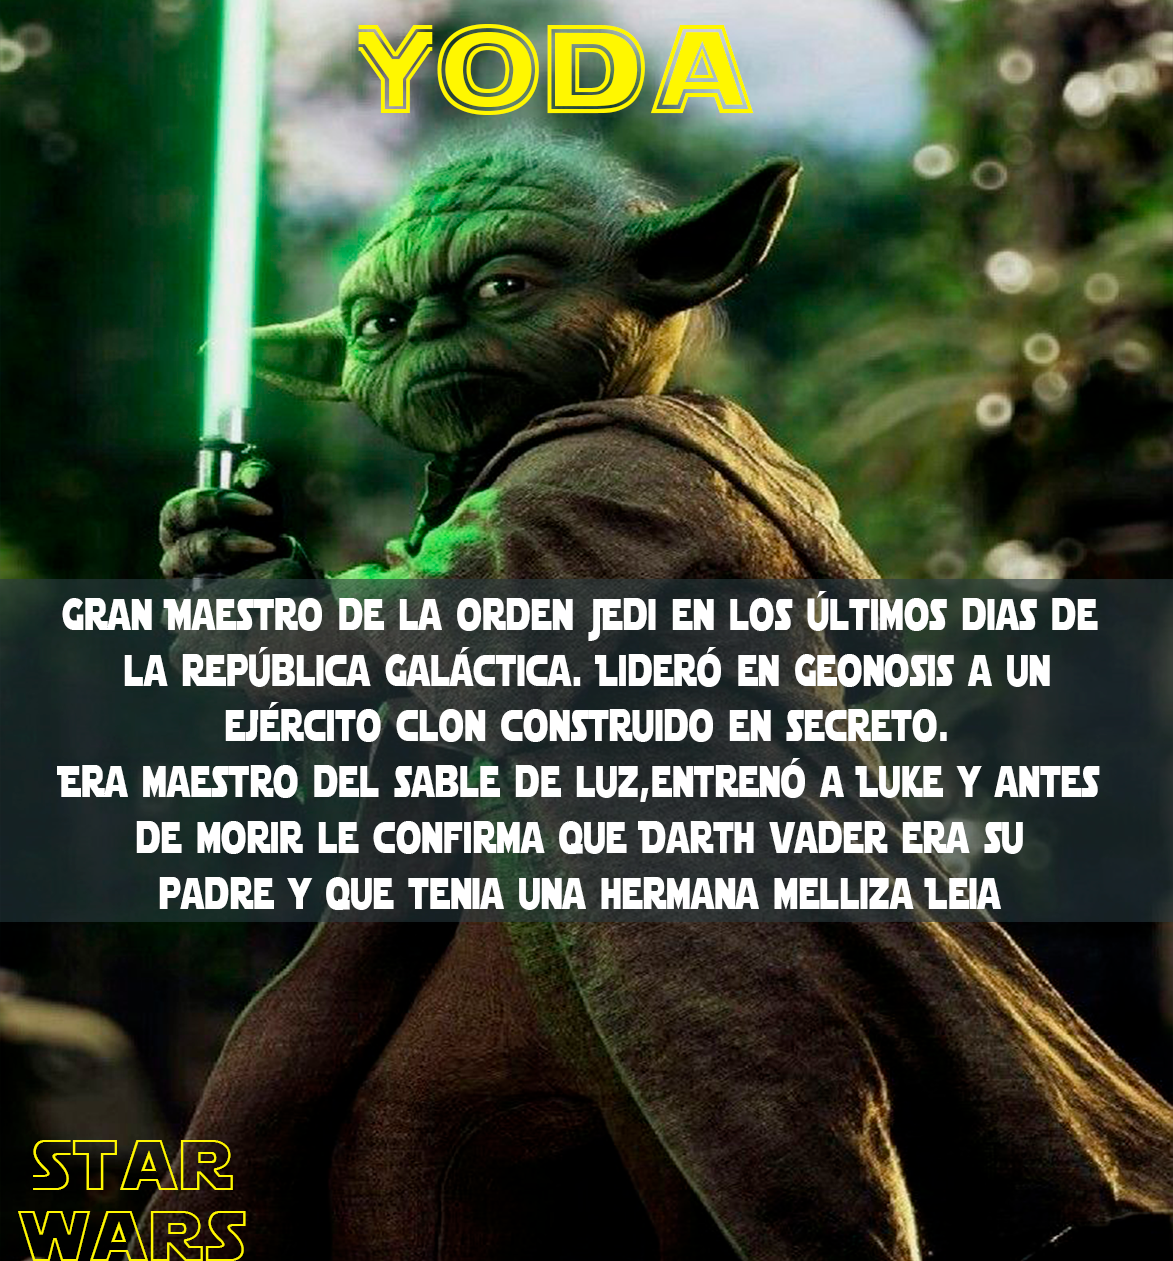 YODA
GRAN MAESTRO DE LA ORDEN JEDI EN LOS ÚLTIMOS DIAS DE
LA REPÚBLICA GALÁCTICA. LIDERÓ EN GEONOSIS A UN
EJÉRCITO CLON CONSTRUIDO EN SECRETO.
ERA MAESTRO DEL SABLE DE LUZ,ENTRENÓ A LUKE Y ANTES
DE MORIR LE CONFIRMA QUE DARTH VADER ERA SU
PADRE Y QUE TENIA UNA HERMANA MELLIZA LEIA
STAR
WARS